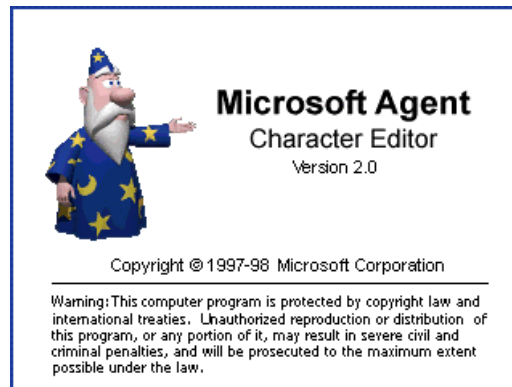 Microsoft Agent
Character Editor
Version 2.0
Copyright © 1997-98 Microsoft Corporation
Warning: This computer program is protected by copyright law and
international treaties. Unauthorized reproduction or distribution of
this program, or any portion of it, may result in severe civil and
criminal penalties, and will be prosecuted to the maximum extent
possible under the law.